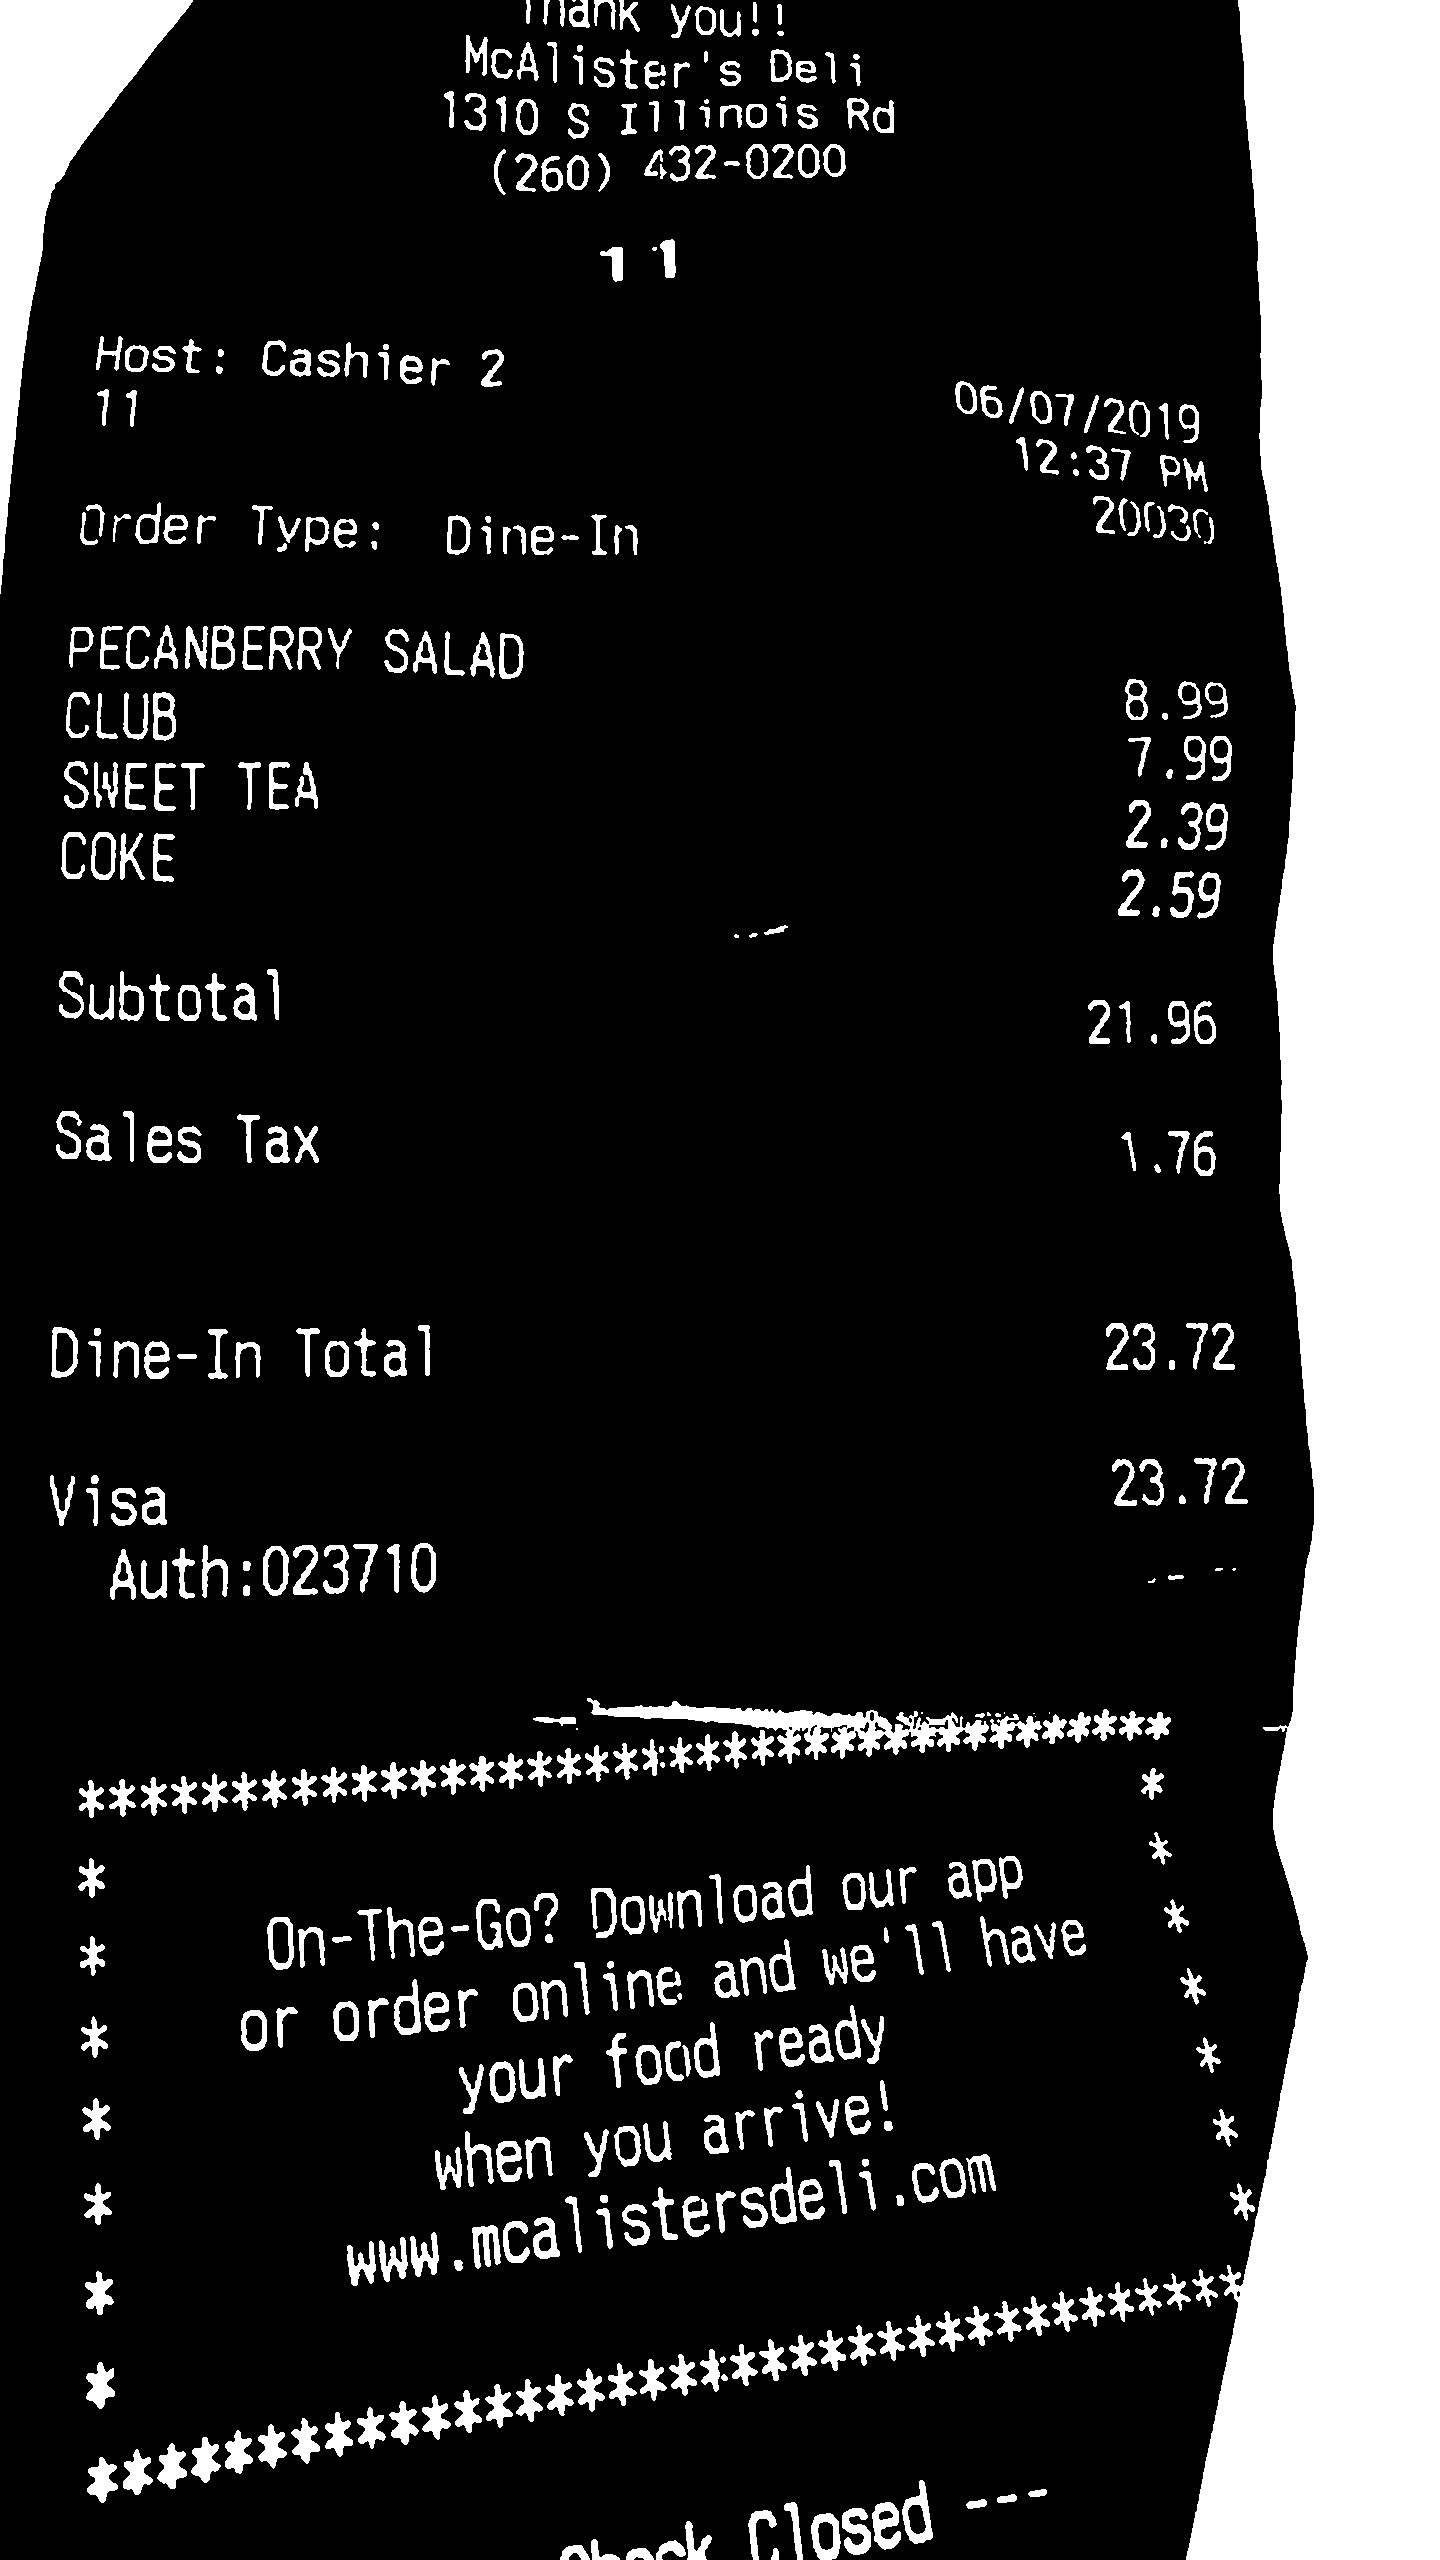 Thank you!!
McAlister's Deli
1310 S Illinois Rd
(260) 432-0200
11
Host: Cashier 2
06/07/2019
11
12:37 PM
20030
Order Type: Dine-In
PECANBERRY SALAD 8.99
CLUB 7.99
SWEET TEA 2.39
COKE 2.59
Subtotal 21.96
Sales Tax 1.76
Dine-In Total 23.72
Visa 23.72
Auth:023710
***********************************
* *
* On-The-Go? Download our app *
* or order online and we'll have *
* your food ready *
* when you arrive! *
* www.mcalistersdeli.com *
* *
***********************************
Check Closed ---